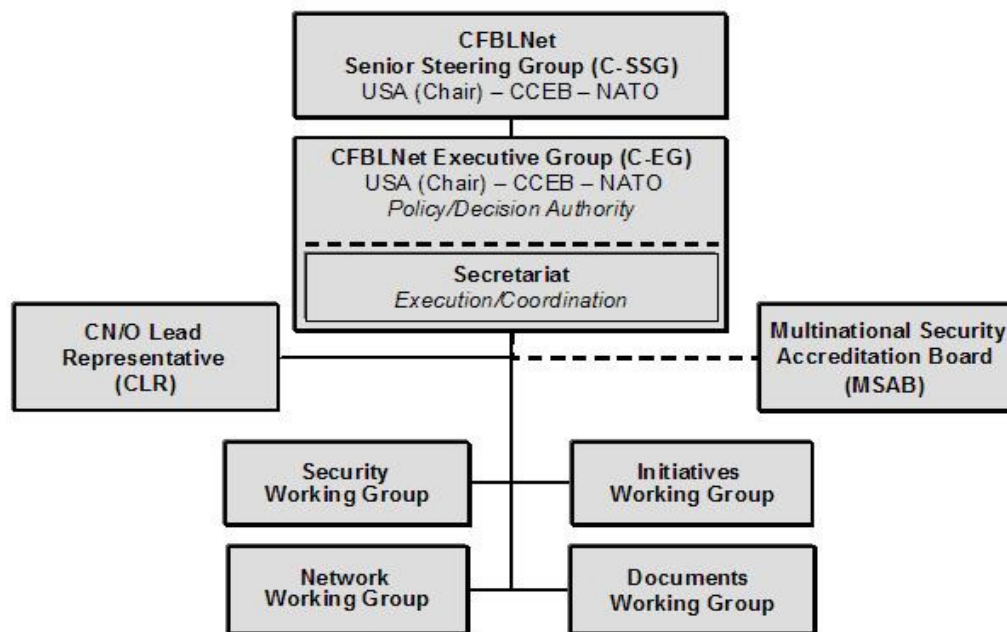 CFBLNet
Senior Steering Group (C-SSG)
USA (Chair) – CCEB – NATO
CFBLNet Executive Group (C-EG)
USA (Chair) – CCEB – NATO
Policy/Decision Authority
Secretariat
Execution/Coordination
CN/O Lead
Representative
(CLR)
Multinational Security
Accreditation Board
(MSAB)
Security
Working Group
Initiatives
Working Group
Network
Working Group
Documents
Working Group